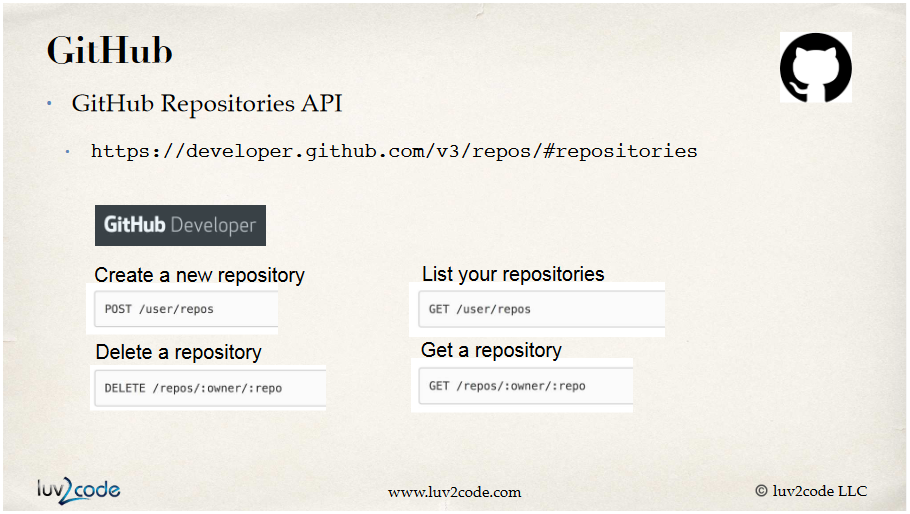 GitHub
• GitHub Repositories API
• https://developer.github.com/v3/repos/#repositories
GitHub Developer
Create a new repository
POST /user/repos
List your repositories
GET /user/repos
Delete a repository
DELETE /repos/:owner/:repo
Get a repository
GET /repos/:owner/:repo
luv2code
www.luv2code.com
© luv2code LLC